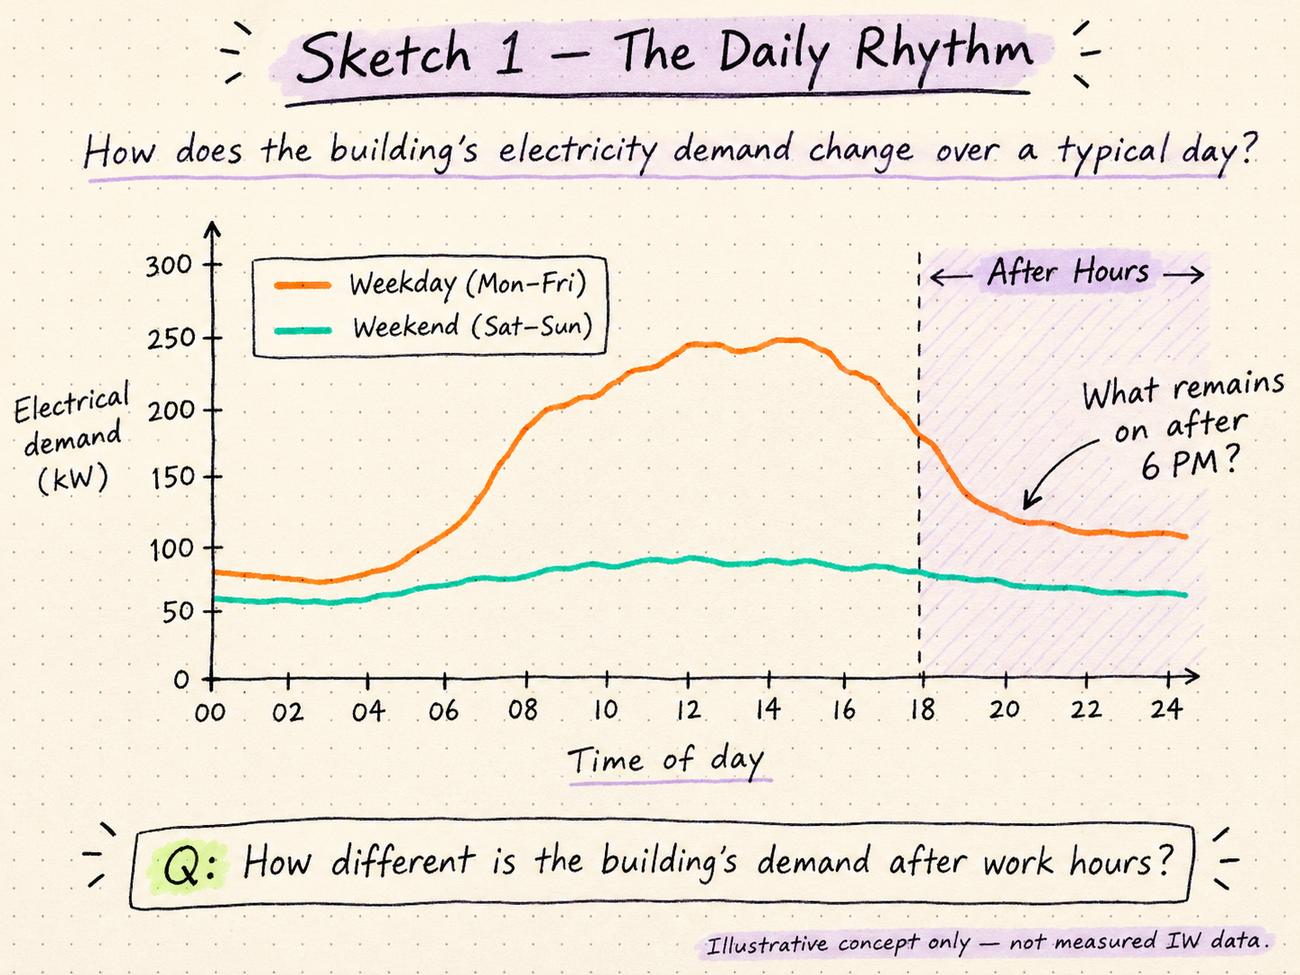 Sketch 1 — The Daily Rhythm
How does the building's electricity demand change over a typical day?
300
250
200
150
100
50
0
Electrical
demand
(kW)
Weekday (Mon–Fri)
Weekend (Sat–Sun)
← After Hours →
What remains
on after
6 PM?
00 02 04 06 08 10 12 14 16 18 20 22 24
Time of day
Q: How different is the building's demand after work hours?
Illustrative concept only — not measured IW data.